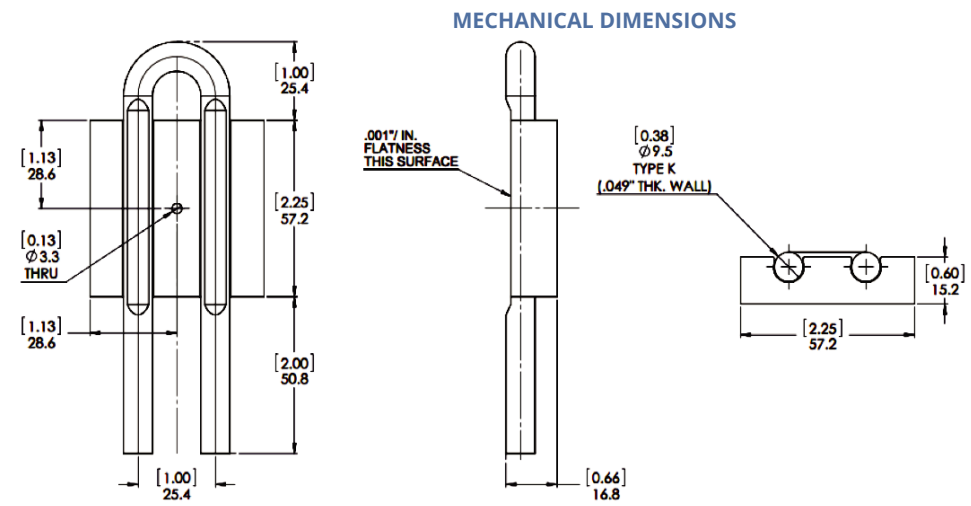 MECHANICAL DIMENSIONS
[1.00]
25.4
[1.13]
28.6
[2.25]
57.2
[0.13]
Ø3.3
THRU
[1.13]
28.6
[2.00]
50.8
[1.00]
25.4
.001"/ IN.
FLATNESS
THIS SURFACE
[0.66]
16.8
[0.38]
Ø9.5
TYPE K
(.049" THK. WALL)
[0.60]
15.2
[2.25]
57.2